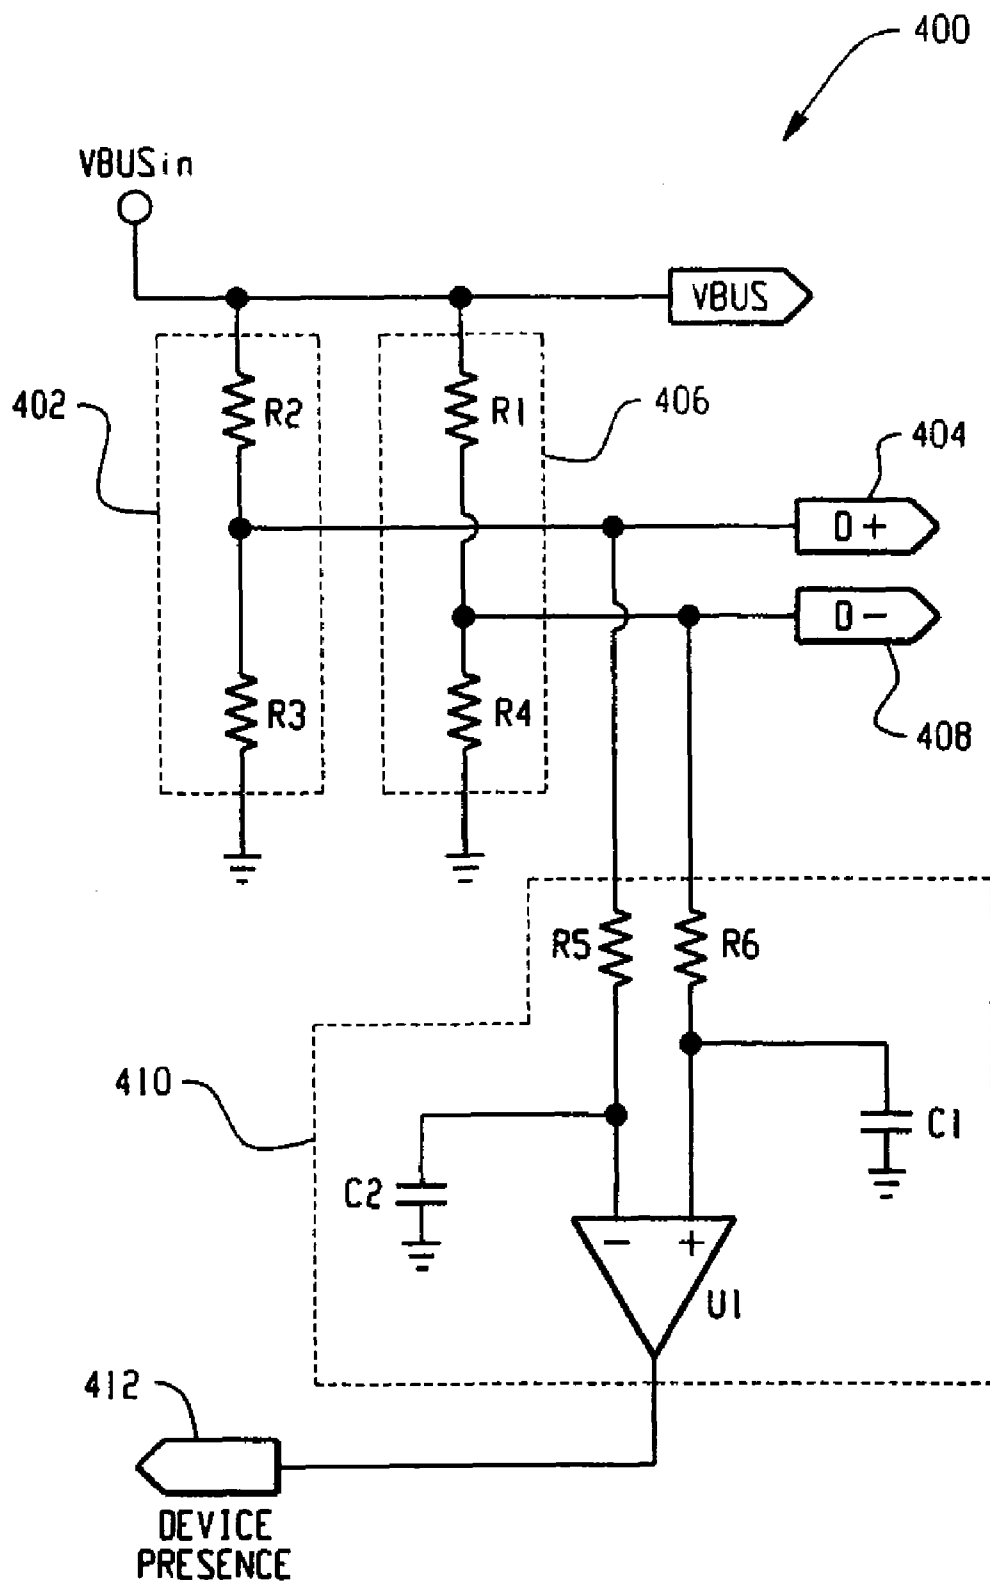 400
VBUSin
VBUS
402
R2
R1
406
404
D+
D-
408
R3
R4
R5
R6
410
C2
C1
-
+
U1
412
DEVICE
PRESENCE